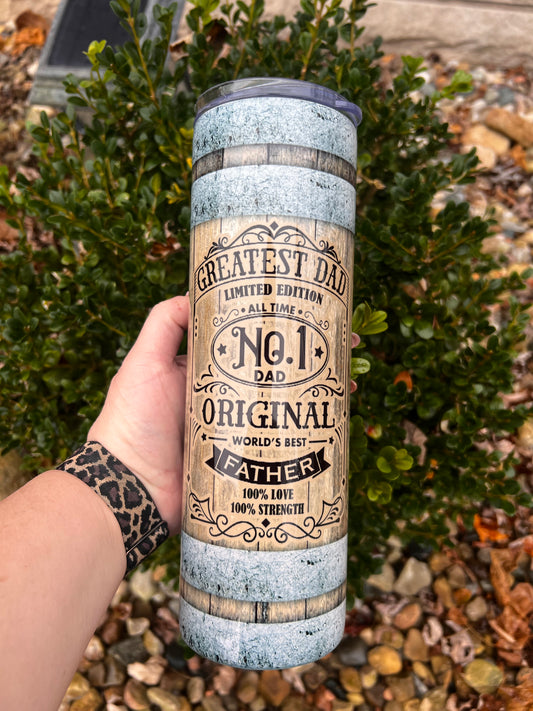 GREATEST DAD
LIMITED EDITION
• ALL TIME •
NO.1
DAD
ORIGINAL
WORLD'S BEST
FATHER
100% LOVE
100% STRENGTH